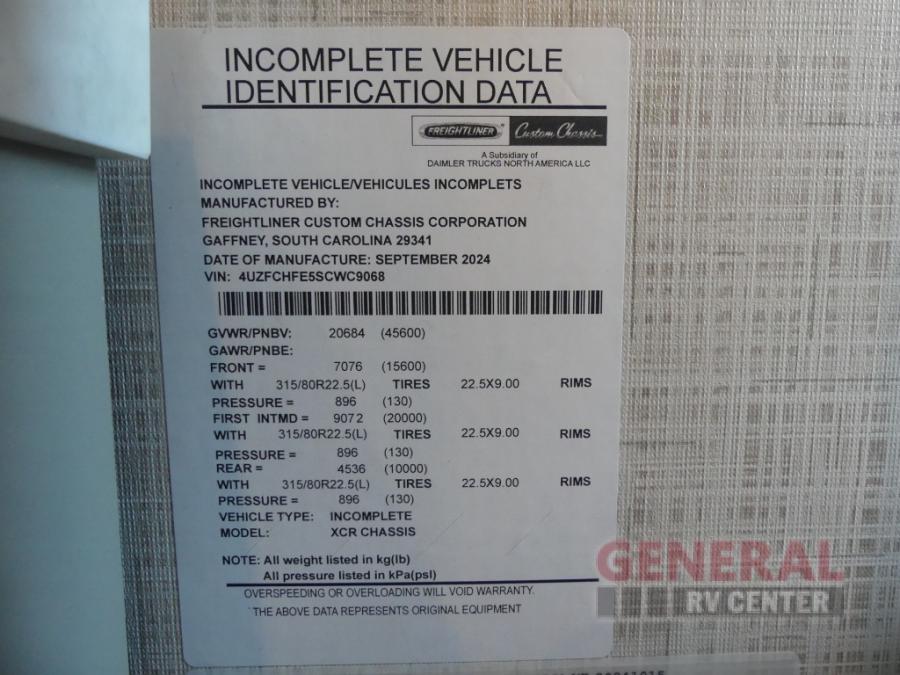 INCOMPLETE VEHICLE
IDENTIFICATION DATA
FREIGHTLINER Custom Chassis
A Subsidiary of
DAIMLER TRUCKS NORTH AMERICA LLC
INCOMPLETE VEHICLE/VEHICULES INCOMPLETS
MANUFACTURED BY:
FREIGHTLINER CUSTOM CHASSIS CORPORATION
GAFFNEY, SOUTH CAROLINA 29341
DATE OF MANUFACTURE: SEPTEMBER 2024
VIN: 4UZFCHFE5SCWC9068
GVWR/PNBV: 20684 (45600)
GAWR/PNBE:
FRONT = 7076 (15600)
WITH 315/80R22.5(L) TIRES 22.5X9.00 RIMS
PRESSURE = 896 (130)
FIRST INTMD = 9072 (20000)
WITH 315/80R22.5(L) TIRES 22.5X9.00 RIMS
PRESSURE = 896 (130)
REAR = 4536 (10000)
WITH 315/80R22.5(L) TIRES 22.5X9.00 RIMS
PRESSURE = 896 (130)
VEHICLE TYPE: INCOMPLETE
MODEL: XCR CHASSIS
NOTE: All weight listed in kg(lb)
All pressure listed in kPa(psl)
OVERSPEEDING OR OVERLOADING WILL VOID WARRANTY.
THE ABOVE DATA REPRESENTS ORIGINAL EQUIPMENT
GENERAL
RV CENTER